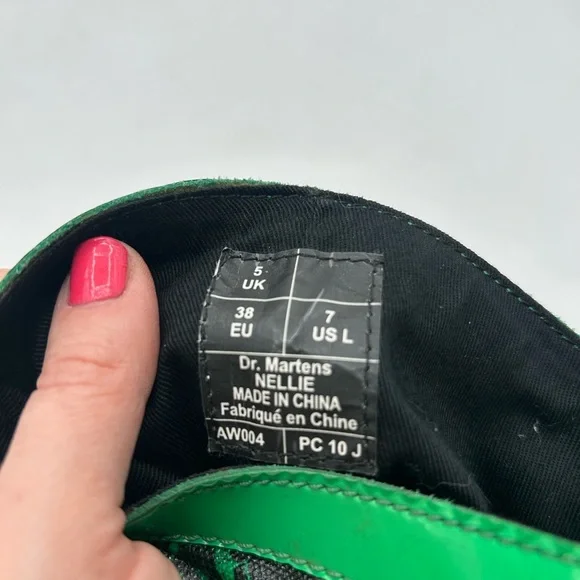 5
UK
38
EU
7
US L
Dr. Martens
NELLIE
MADE IN CHINA
Fabriqué en Chine
AW004
PC 10 J